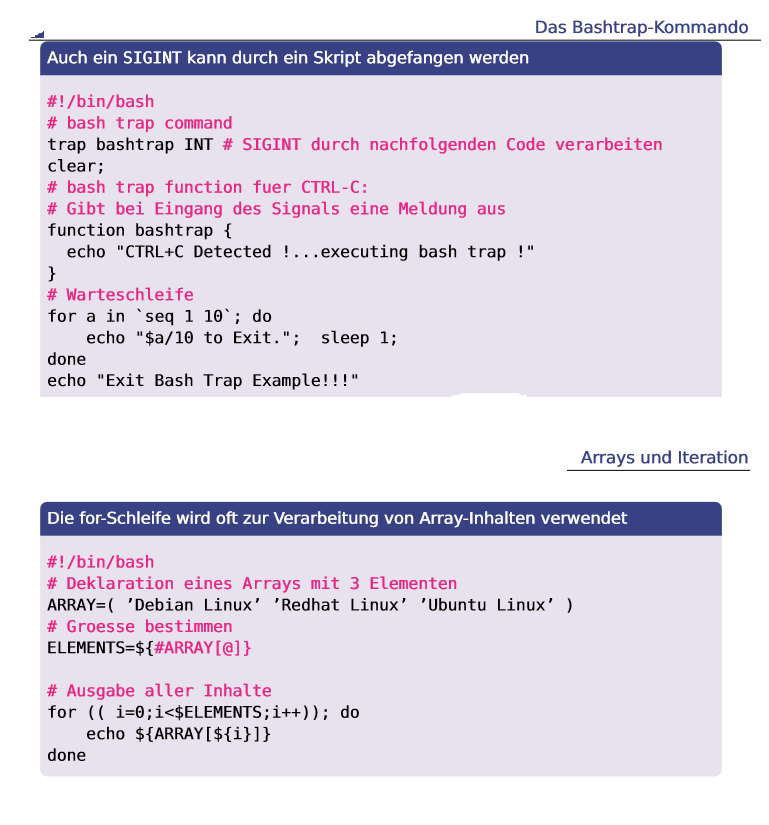 Das Bashtrap-Kommando
Auch ein SIGINT kann durch ein Skript abgefangen werden
#!/bin/bash
# bash trap command
trap bashtrap INT # SIGINT durch nachfolgenden Code verarbeiten
clear;
# bash trap function fuer CTRL-C:
# Gibt bei Eingang des Signals eine Meldung aus
function bashtrap {
  echo "CTRL+C Detected !...executing bash trap !"
}
# Warteschleife
for a in `seq 1 10`; do
    echo "$a/10 to Exit.";  sleep 1;
done
echo "Exit Bash Trap Example!!!"
Arrays und Iteration
Die for-Schleife wird oft zur Verarbeitung von Array-Inhalten verwendet
#!/bin/bash
# Deklaration eines Arrays mit 3 Elementen
ARRAY=( ’Debian Linux’ ’Redhat Linux’ ’Ubuntu Linux’ )
# Groesse bestimmen
ELEMENTS=${#ARRAY[@]}
# Ausgabe aller Inhalte
for (( i=0;i<$ELEMENTS;i++)); do
    echo ${ARRAY[${i}]}
done